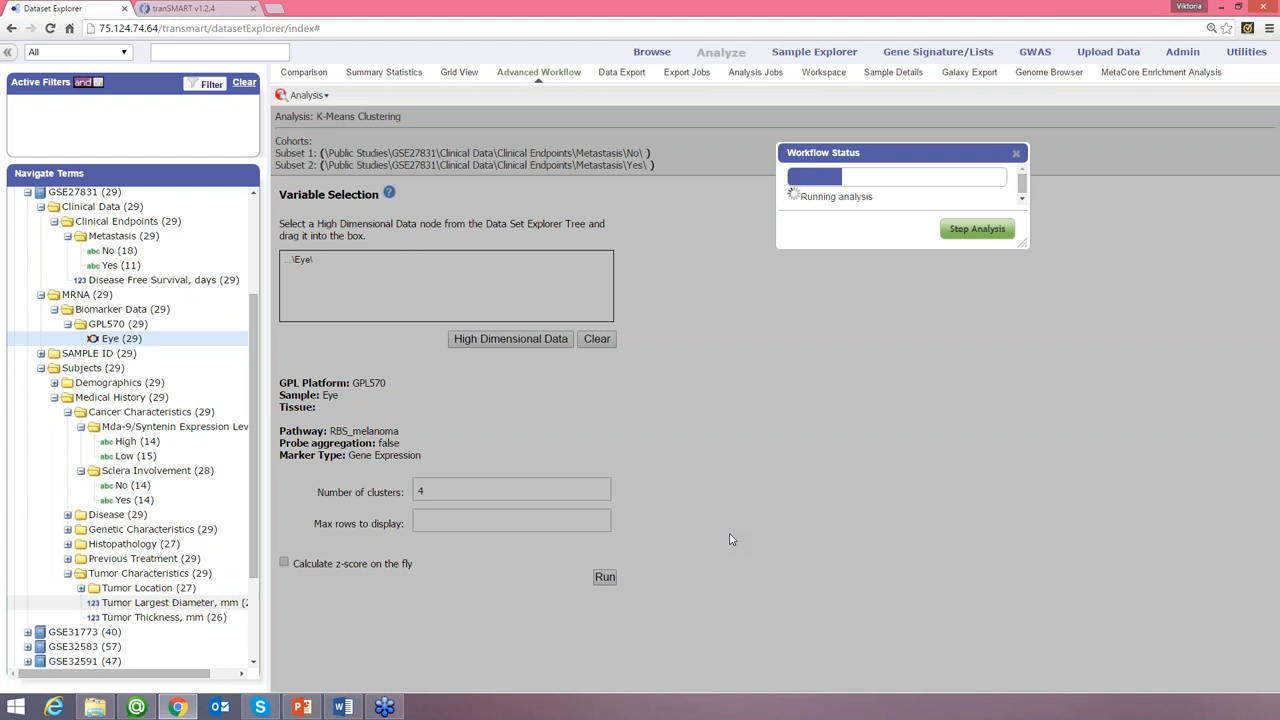 Dataset Explorer
tranSMART v1.2.4
Viktoria
75.124.74.64/transmart/datasetExplorer/index#
All
Browse
Analyze
Sample Explorer
Gene Signature/Lists
GWAS
Upload Data
Admin
Utilities
Active Filters and
Filter
Clear
Comparison
Summary Statistics
Grid View
Advanced Workflow
Data Export
Export Jobs
Analysis Jobs
Workspace
Sample Details
Galaxy Export
Genome Browser
MetaCore Enrichment Analysis
Analysis
Analysis: K-Means Clustering
Cohorts:
Subset 1: (\Public Studies\GSE27831\Clinical Data\Clinical Endpoints\Metastasis\No\ )
Subset 2: (\Public Studies\GSE27831\Clinical Data\Clinical Endpoints\Metastasis\Yes\ )
Workflow Status
Running analysis
Stop Analysis
Navigate Terms
GSE27831 (29)
Clinical Data (29)
Clinical Endpoints (29)
Metastasis (29)
No (18)
Yes (11)
Disease Free Survival, days (29)
MRNA (29)
Biomarker Data (29)
GPL570 (29)
Eye (29)
SAMPLE ID (29)
Subjects (29)
Demographics (29)
Medical History (29)
Cancer Characteristics (29)
Mda-9/Syntenin Expression Lev
High (14)
Low (15)
Sclera Involvement (28)
No (14)
Yes (14)
Disease (29)
Genetic Characteristics (29)
Histopathology (27)
Previous Treatment (29)
Tumor Characteristics (29)
Tumor Location (27)
Tumor Largest Diameter, mm (2
Tumor Thickness, mm (26)
GSE31773 (40)
GSE32583 (57)
GSE32591 (47)
Variable Selection
Select a High Dimensional Data node from the Data Set Explorer Tree and
drag it into the box.
...\Eye\
High Dimensional Data
Clear
GPL Platform: GPL570
Sample: Eye
Tissue:
Pathway: RBS_melanoma
Probe aggregation: false
Marker Type: Gene Expression
Number of clusters: 4
Max rows to display:
Calculate z-score on the fly
Run